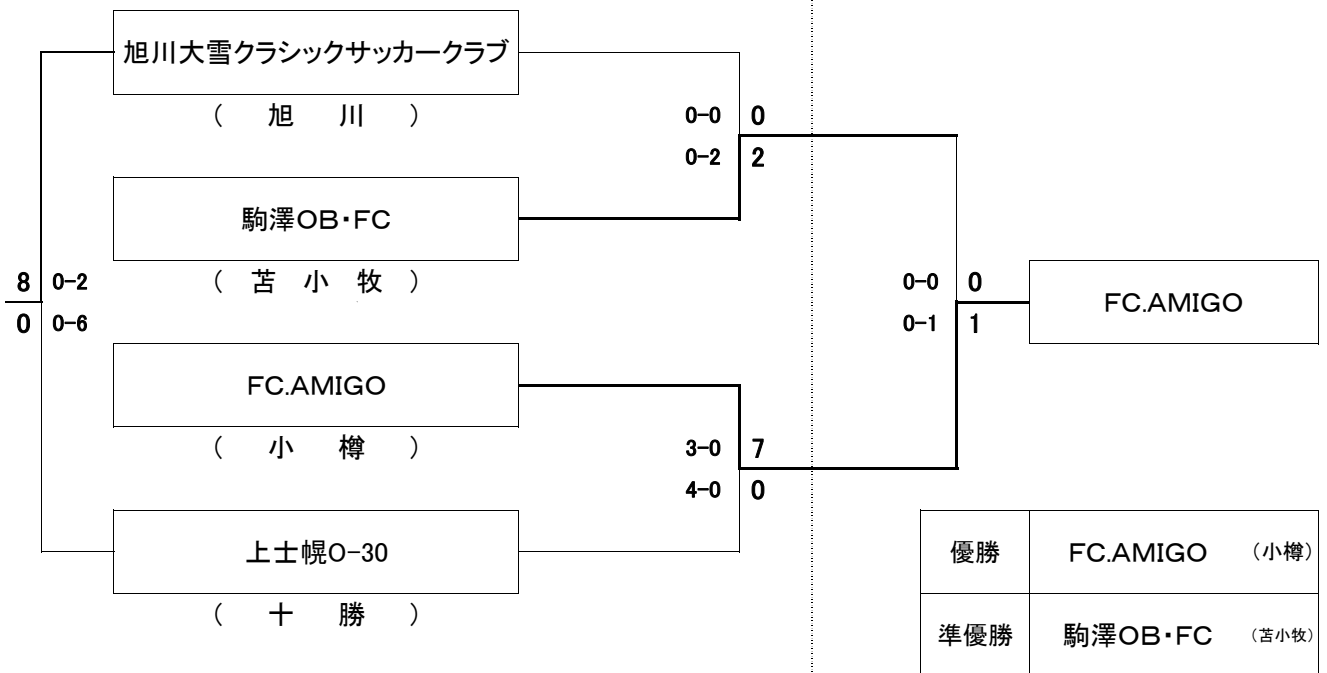 旭川大雪クラシックサッカークラブ
(　旭　川　)
0-0 0
0-2 2
駒澤OB・FC
(　苫　小　牧　)
8 0-2
0 0-6
0-0 0
0-1 1
FC.AMIGO
FC.AMIGO
(　小　樽　)
3-0 7
4-0 0
上士幌O-30
(　十　勝　)
優勝 FC.AMIGO (小樽)
準優勝 駒澤OB・FC (苫小牧)